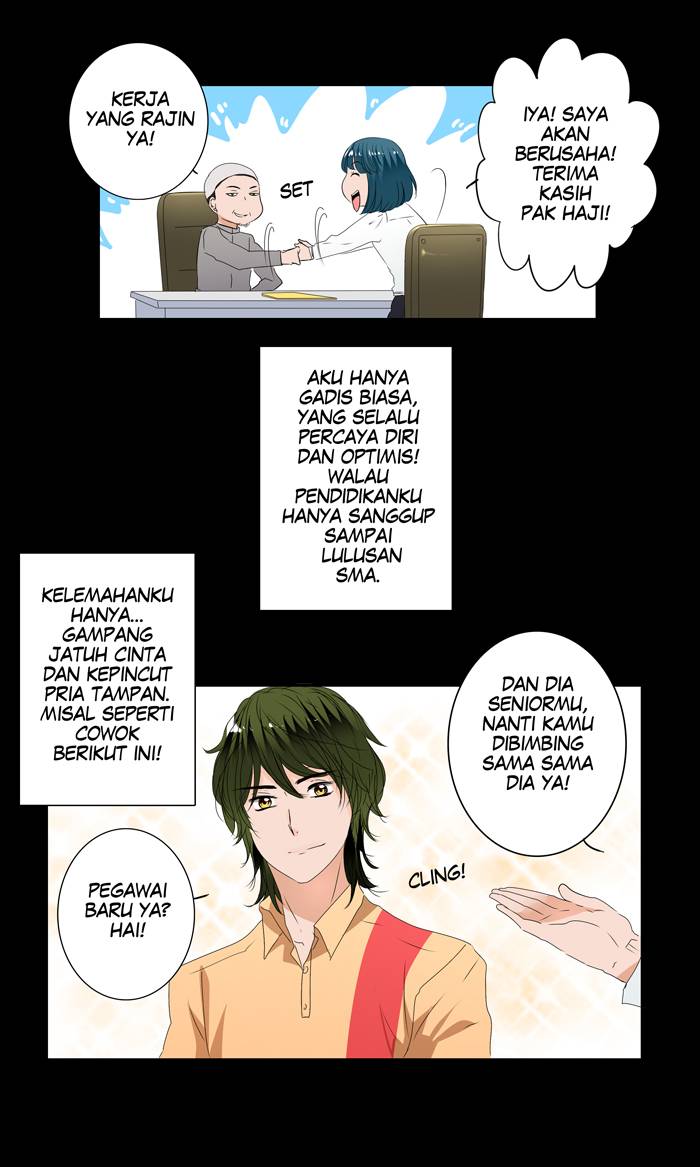 KERJA
YANG RAJIN
YA!
IYA! SAYA
AKAN
BERUSAHA!
TERIMA
KASIH
PAK HAJI!
SET
AKU HANYA
GADIS BIASA,
YANG SELALU
PERCAYA DIRI
DAN OPTIMIS!
WALAU
PENDIDIKANKU
HANYA SANGGUP
SAMPAI
LULUSAN
SMA.
KELEMAHANKU
HANYA...
GAMPANG
JATUH CINTA
DAN KEPINCUT
PRIA TAMPAN.
MISAL SEPERTI
COWOK
BERIKUT INI!
DAN DIA
SENIORMU,
NANTI KAMU
DIBIMBING
SAMA SAMA
DIA YA!
CLING!
PEGAWAI
BARU YA?
HAI!